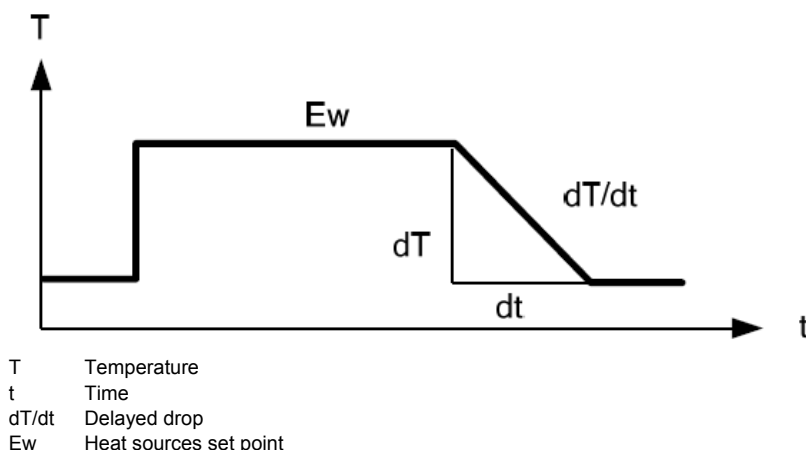 T
Ew
dT/dt
dT
dt
t
T Temperature
t Time
dT/dt Delayed drop
Ew Heat sources set point